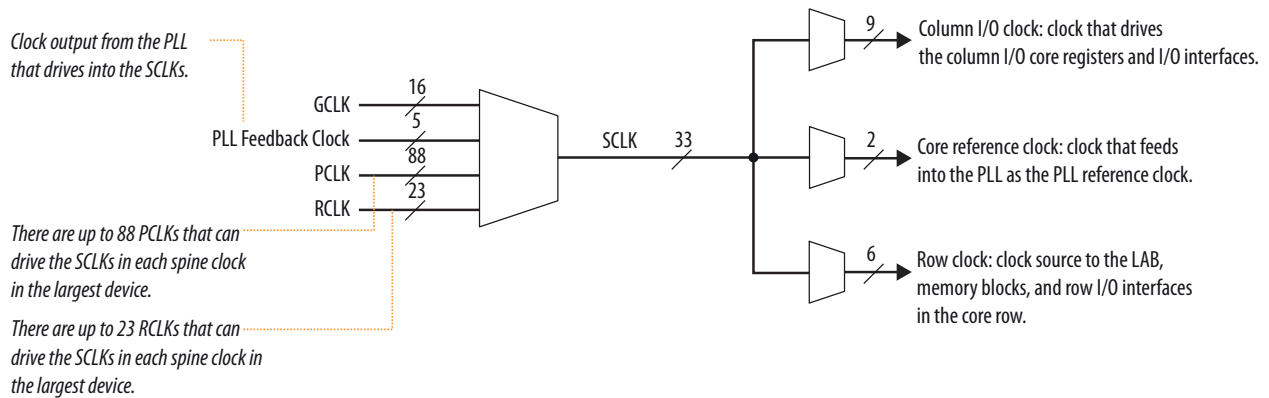 Clock output from the PLL
that drives into the SCLKs.
GCLK
16
PLL Feedback Clock
5
PCLK
88
RCLK
23
There are up to 88 PCLKs that can
drive the SCLKs in each spine clock
in the largest device.
There are up to 23 RCLKs that can
drive the SCLKs in each spine clock in
the largest device.
SCLK
33
9
Column I/O clock: clock that drives
the column I/O core registers and I/O interfaces.
2
Core reference clock: clock that feeds
into the PLL as the PLL reference clock.
6
Row clock: clock source to the LAB,
memory blocks, and row I/O interfaces
in the core row.